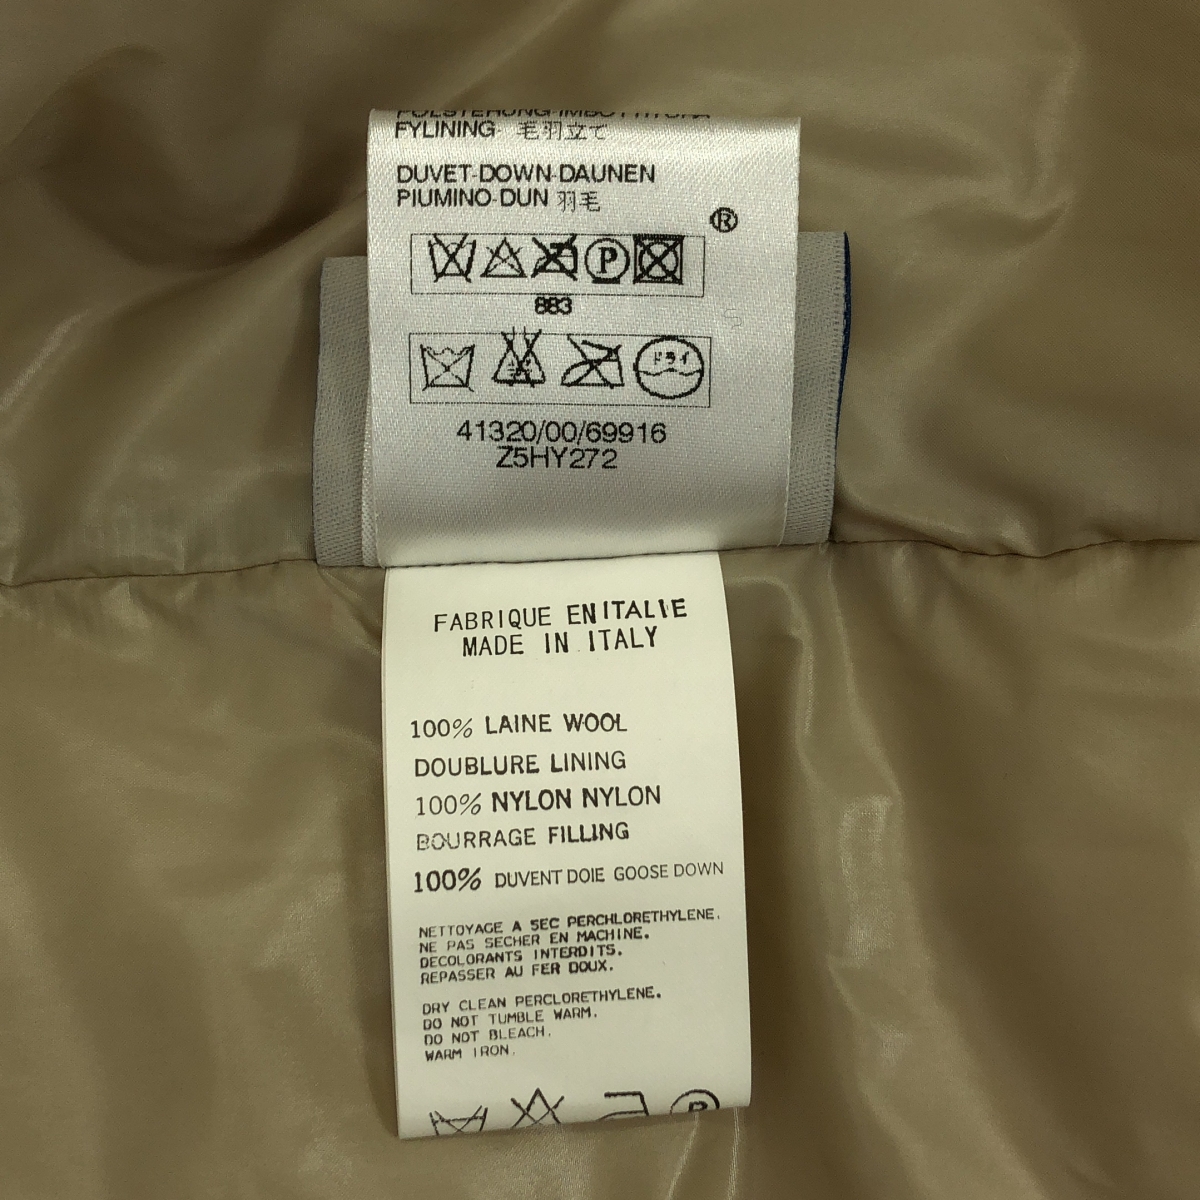 POLSTERUNG-IMBOTTITURA
FYLINING 毛羽立て
DUVET-DOWN-DAUNEN
PIUMINO-DUN 羽毛
®
P
883
ドライ
41320/00/69916
Z5HY272
FABRIQUE EN ITALIE
MADE IN ITALY
100% LAINE WOOL
DOUBLURE LINING
100% NYLON NYLON
BOURRAGE FILLING
100% DUVENT DOIE GOOSE DOWN
NETTOYAGE A SEC PERCHLORETHYLENE.
NE PAS SECHER EN MACHINE.
DECOLORANTS INTERDITS.
REPASSER AU FER DOUX.
DRY CLEAN PERCLORETHYLENE.
DO NOT TUMBLE WARM.
DO NOT BLEACH.
WARM IRON.
P